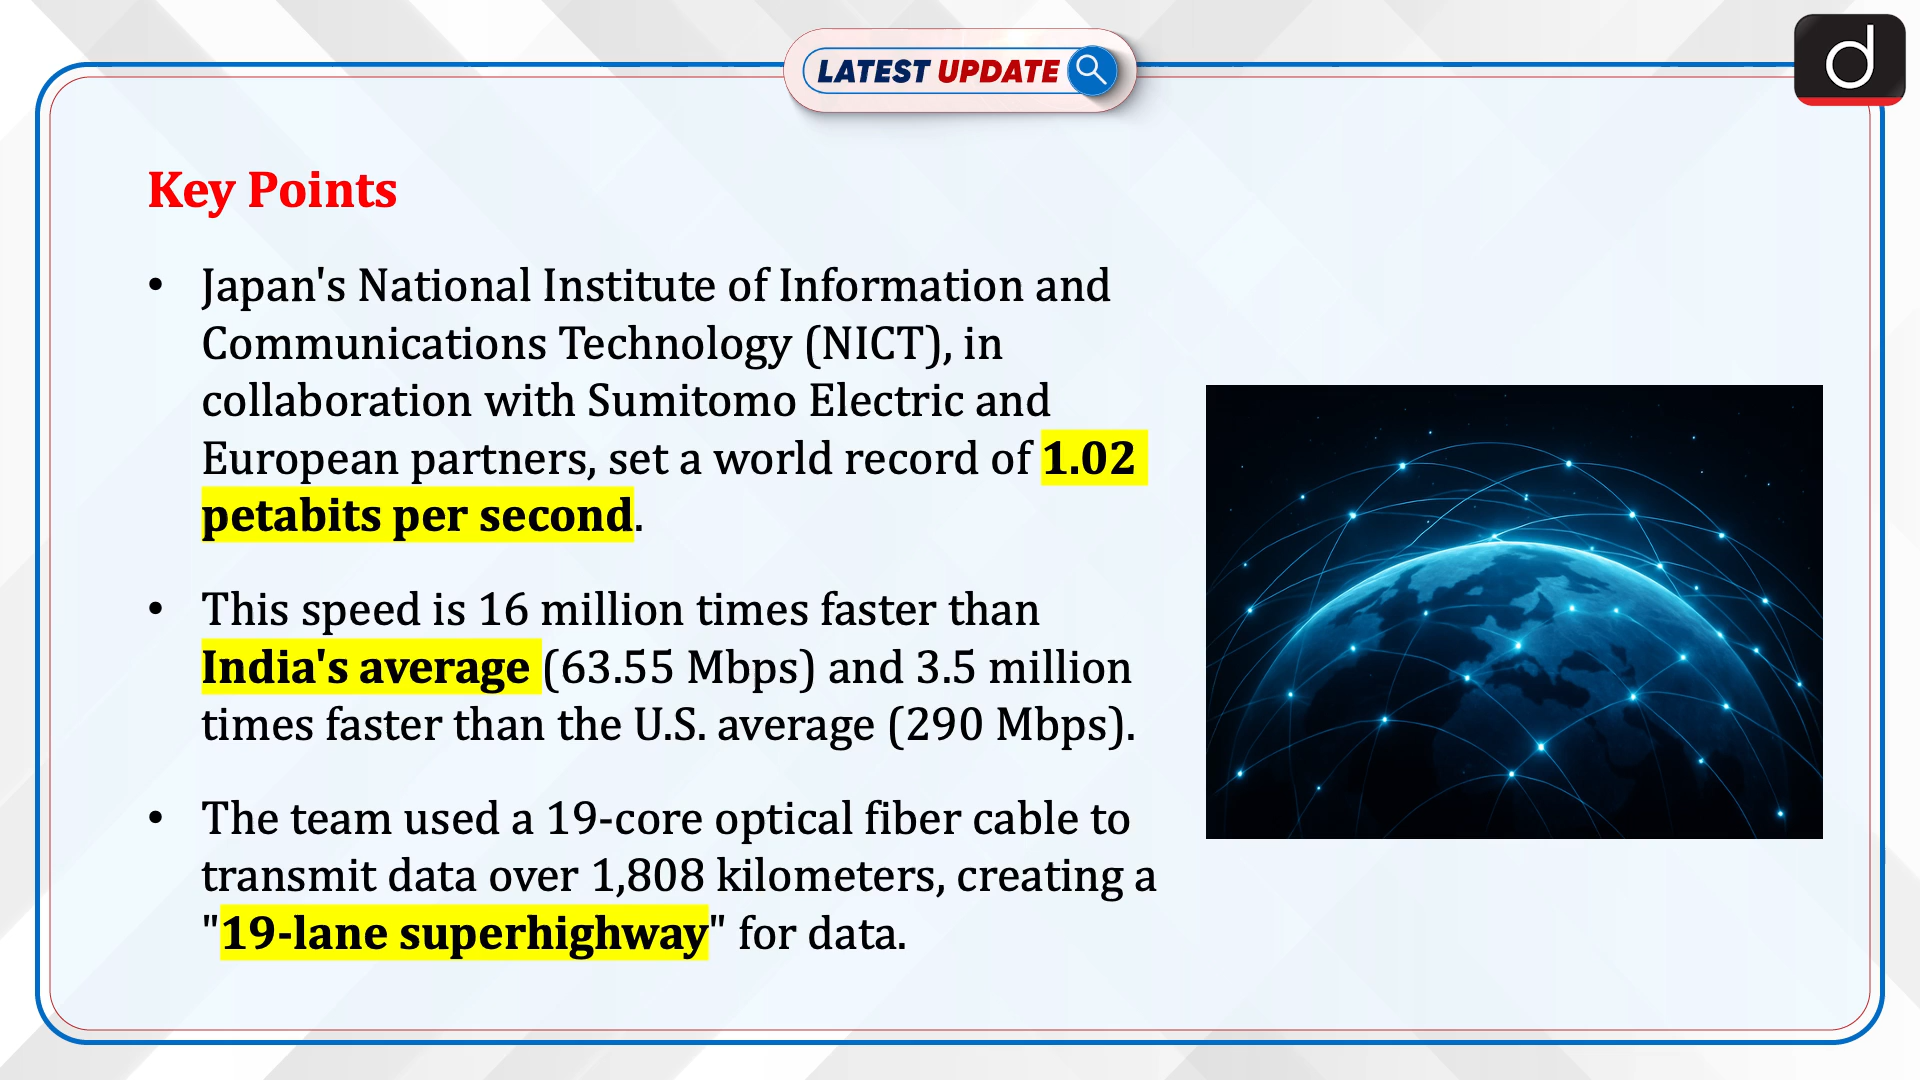 LATEST UPDATE
d
Key Points
• Japan's National Institute of Information and
Communications Technology (NICT), in
collaboration with Sumitomo Electric and
European partners, set a world record of 1.02
petabits per second.
• This speed is 16 million times faster than
India's average (63.55 Mbps) and 3.5 million
times faster than the U.S. average (290 Mbps).
• The team used a 19-core optical fiber cable to
transmit data over 1,808 kilometers, creating a
"19-lane superhighway" for data.